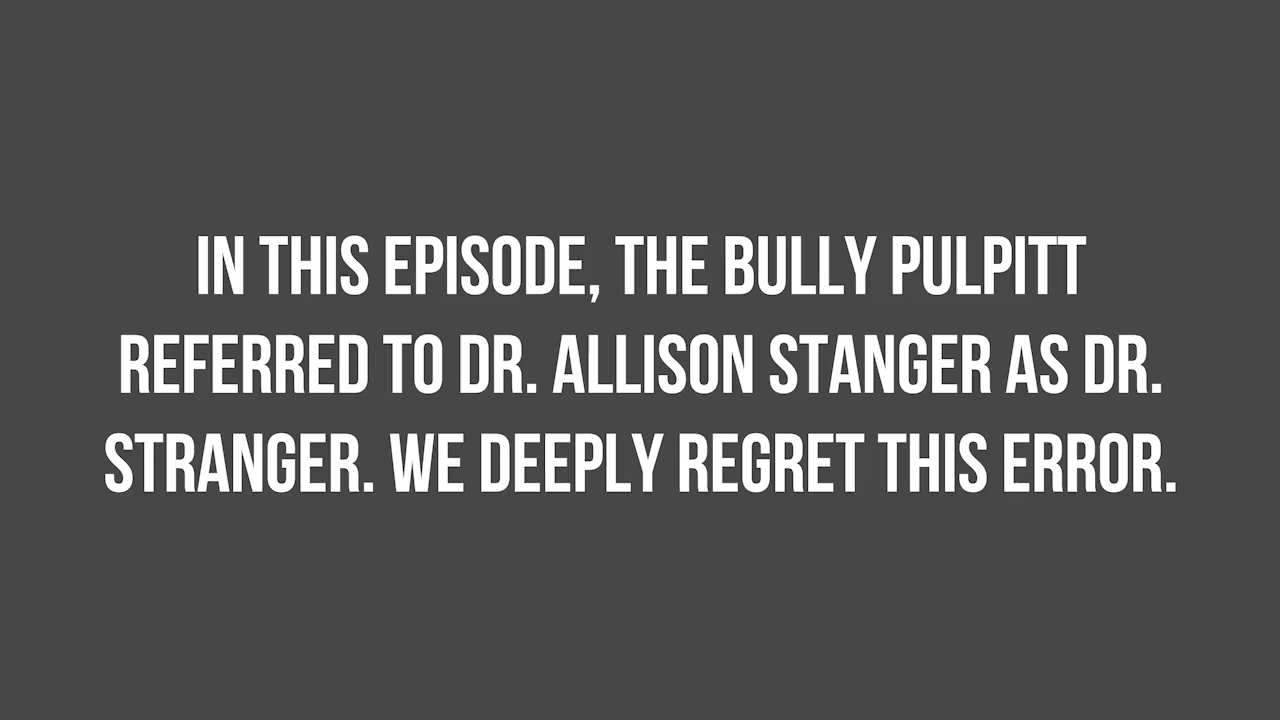 IN THIS EPISODE, THE BULLY PULPITT
REFERRED TO DR. ALLISON STANGER AS DR.
STRANGER. WE DEEPLY REGRET THIS ERROR.